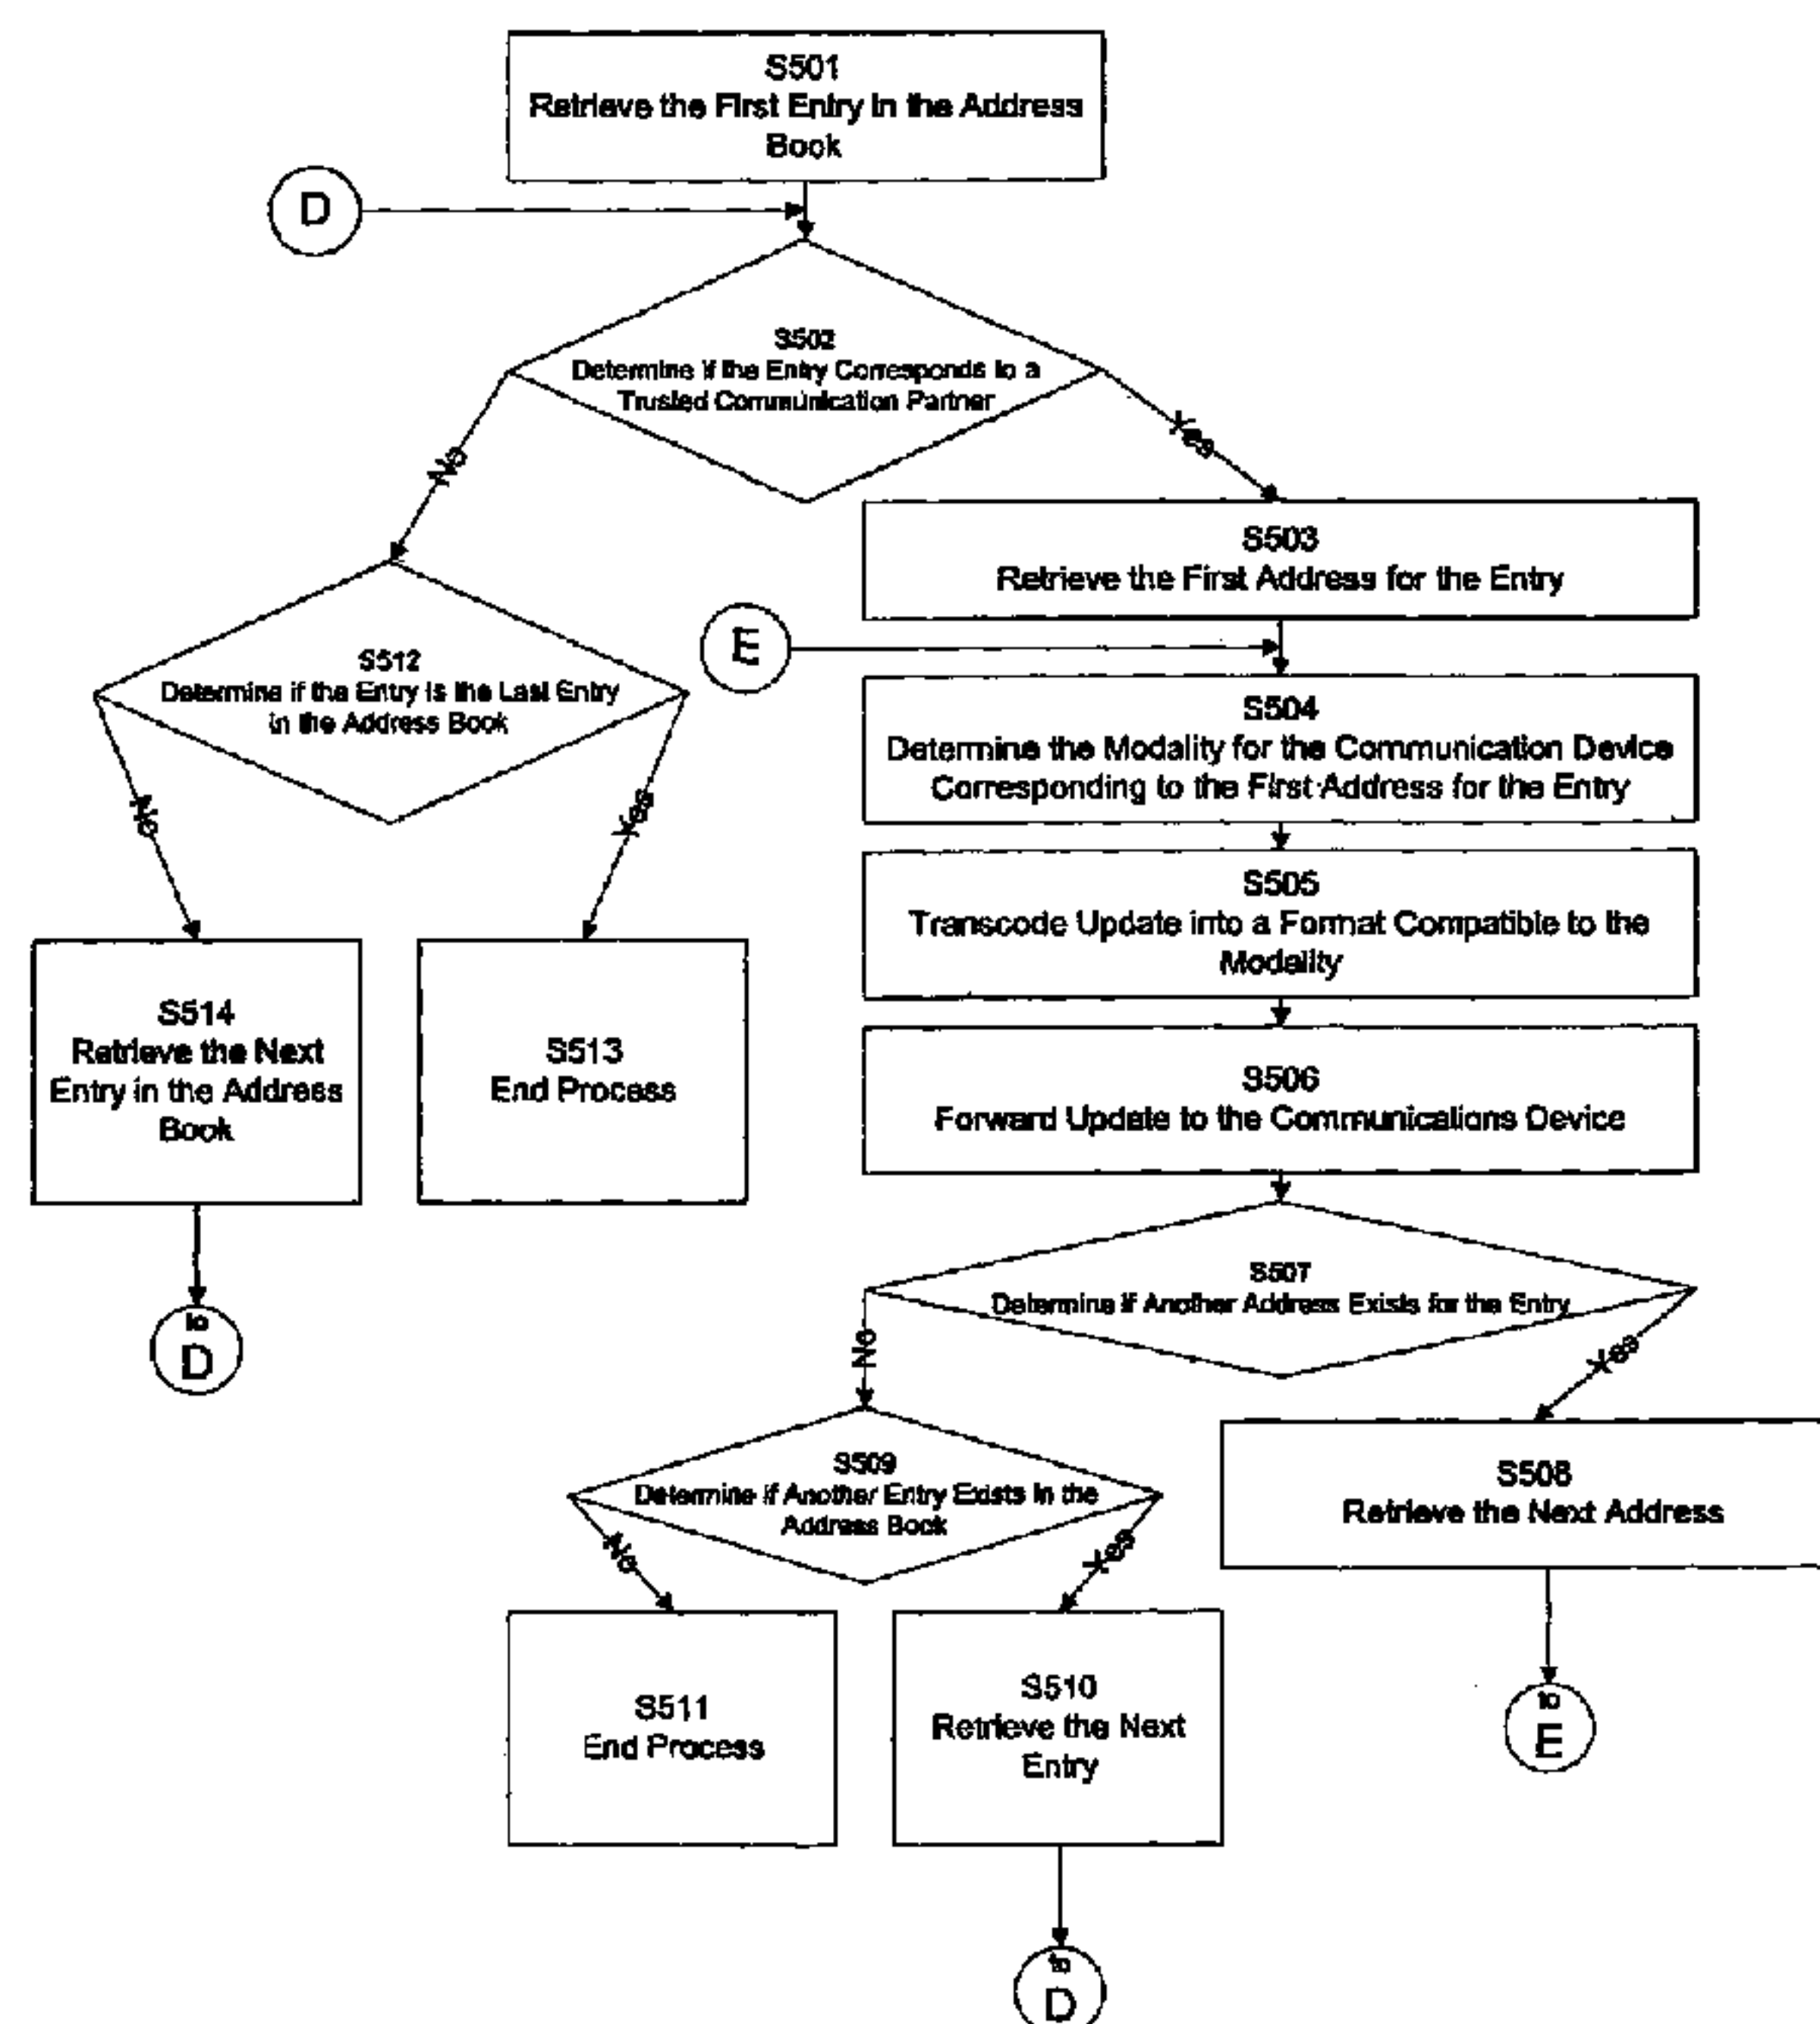 S501
Retrieve the First Entry in the Address
Book
D
S502
Determine if the Entry Corresponds to a
Trusted Communication Partner
No
Yes
S503
Retrieve the First Address for the Entry
E
S512
Determine if the Entry is the Last Entry
in the Address Book
S504
Determine the Modality for the Communication Device
Corresponding to the First Address for the Entry
No
Yes
S505
Transcode Update into a Format Compatible to the
Modality
S514
Retrieve the Next
Entry in the Address
Book
S513
End Process
S506
Forward Update to the Communications Device
to
D
S507
Determine if Another Address Exists for the Entry
No
Yes
S509
Determine if Another Entry Exists in the
Address Book
S508
Retrieve the Next Address
No
Yes
S511
End Process
S510
Retrieve the Next
Entry
to
E
to
D